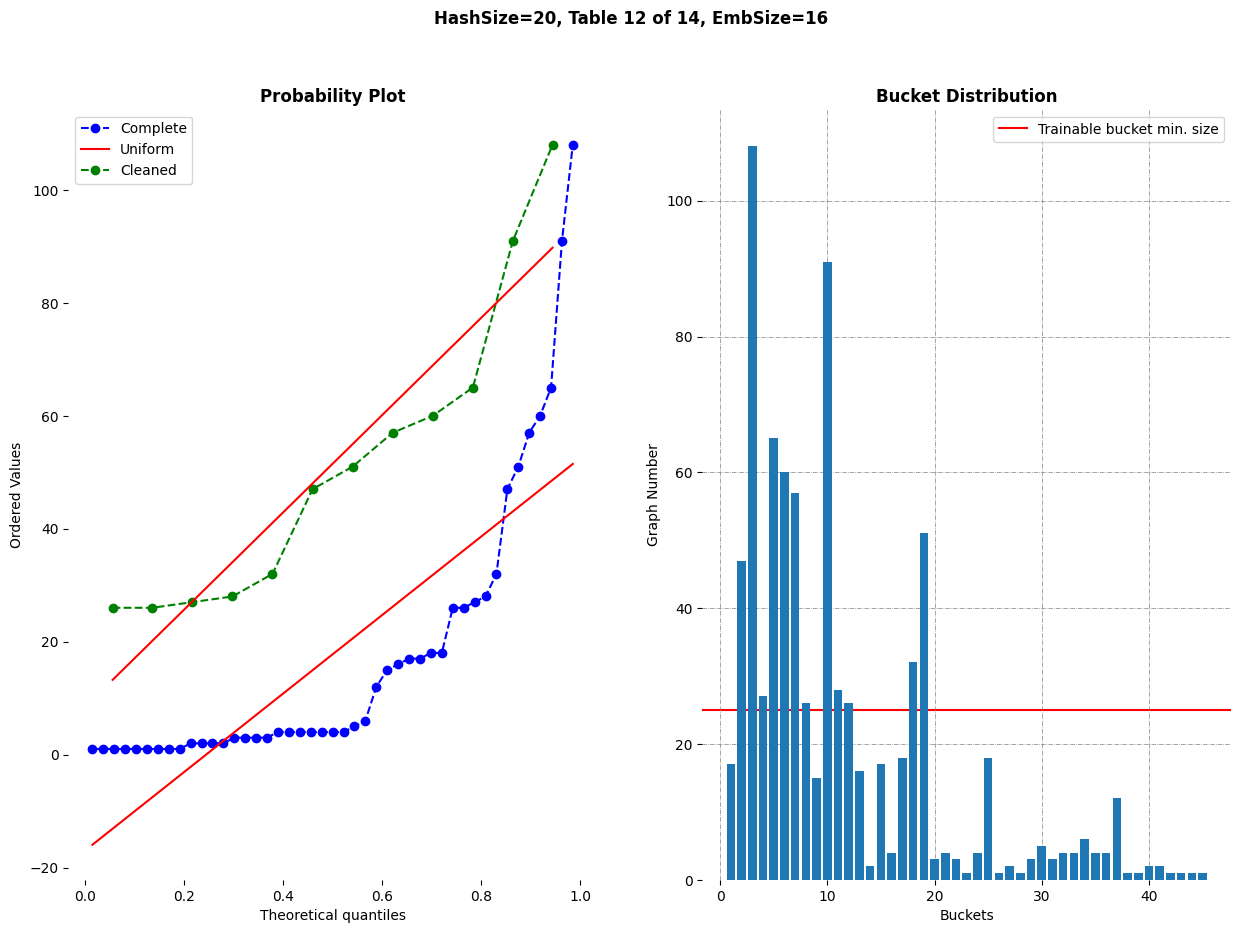 HashSize=20, Table 12 of 14, EmbSize=16
Probability Plot
Complete
Uniform
Cleaned
100
80
60
40
20
0
−20
Ordered Values
0.0 0.2 0.4 0.6 0.8 1.0
Theoretical quantiles
Bucket Distribution
Trainable bucket min. size
100
80
60
40
20
0
Graph Number
0 10 20 30 40
Buckets